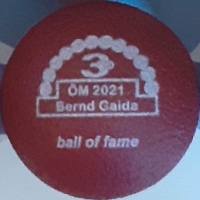 3
ÖM 2021
Bernd Gaida
ball of fame